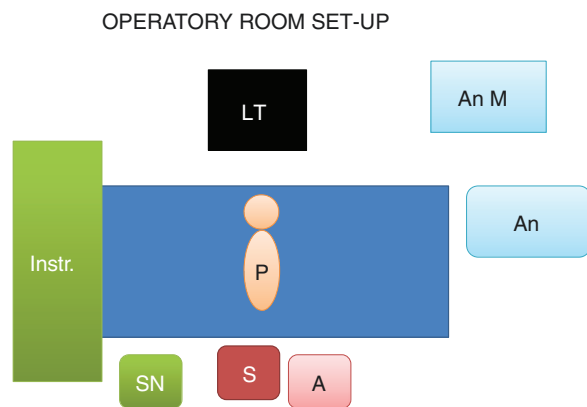 OPERATORY ROOM SET-UP
LT
An M
An
Instr.
P
SN
S
A